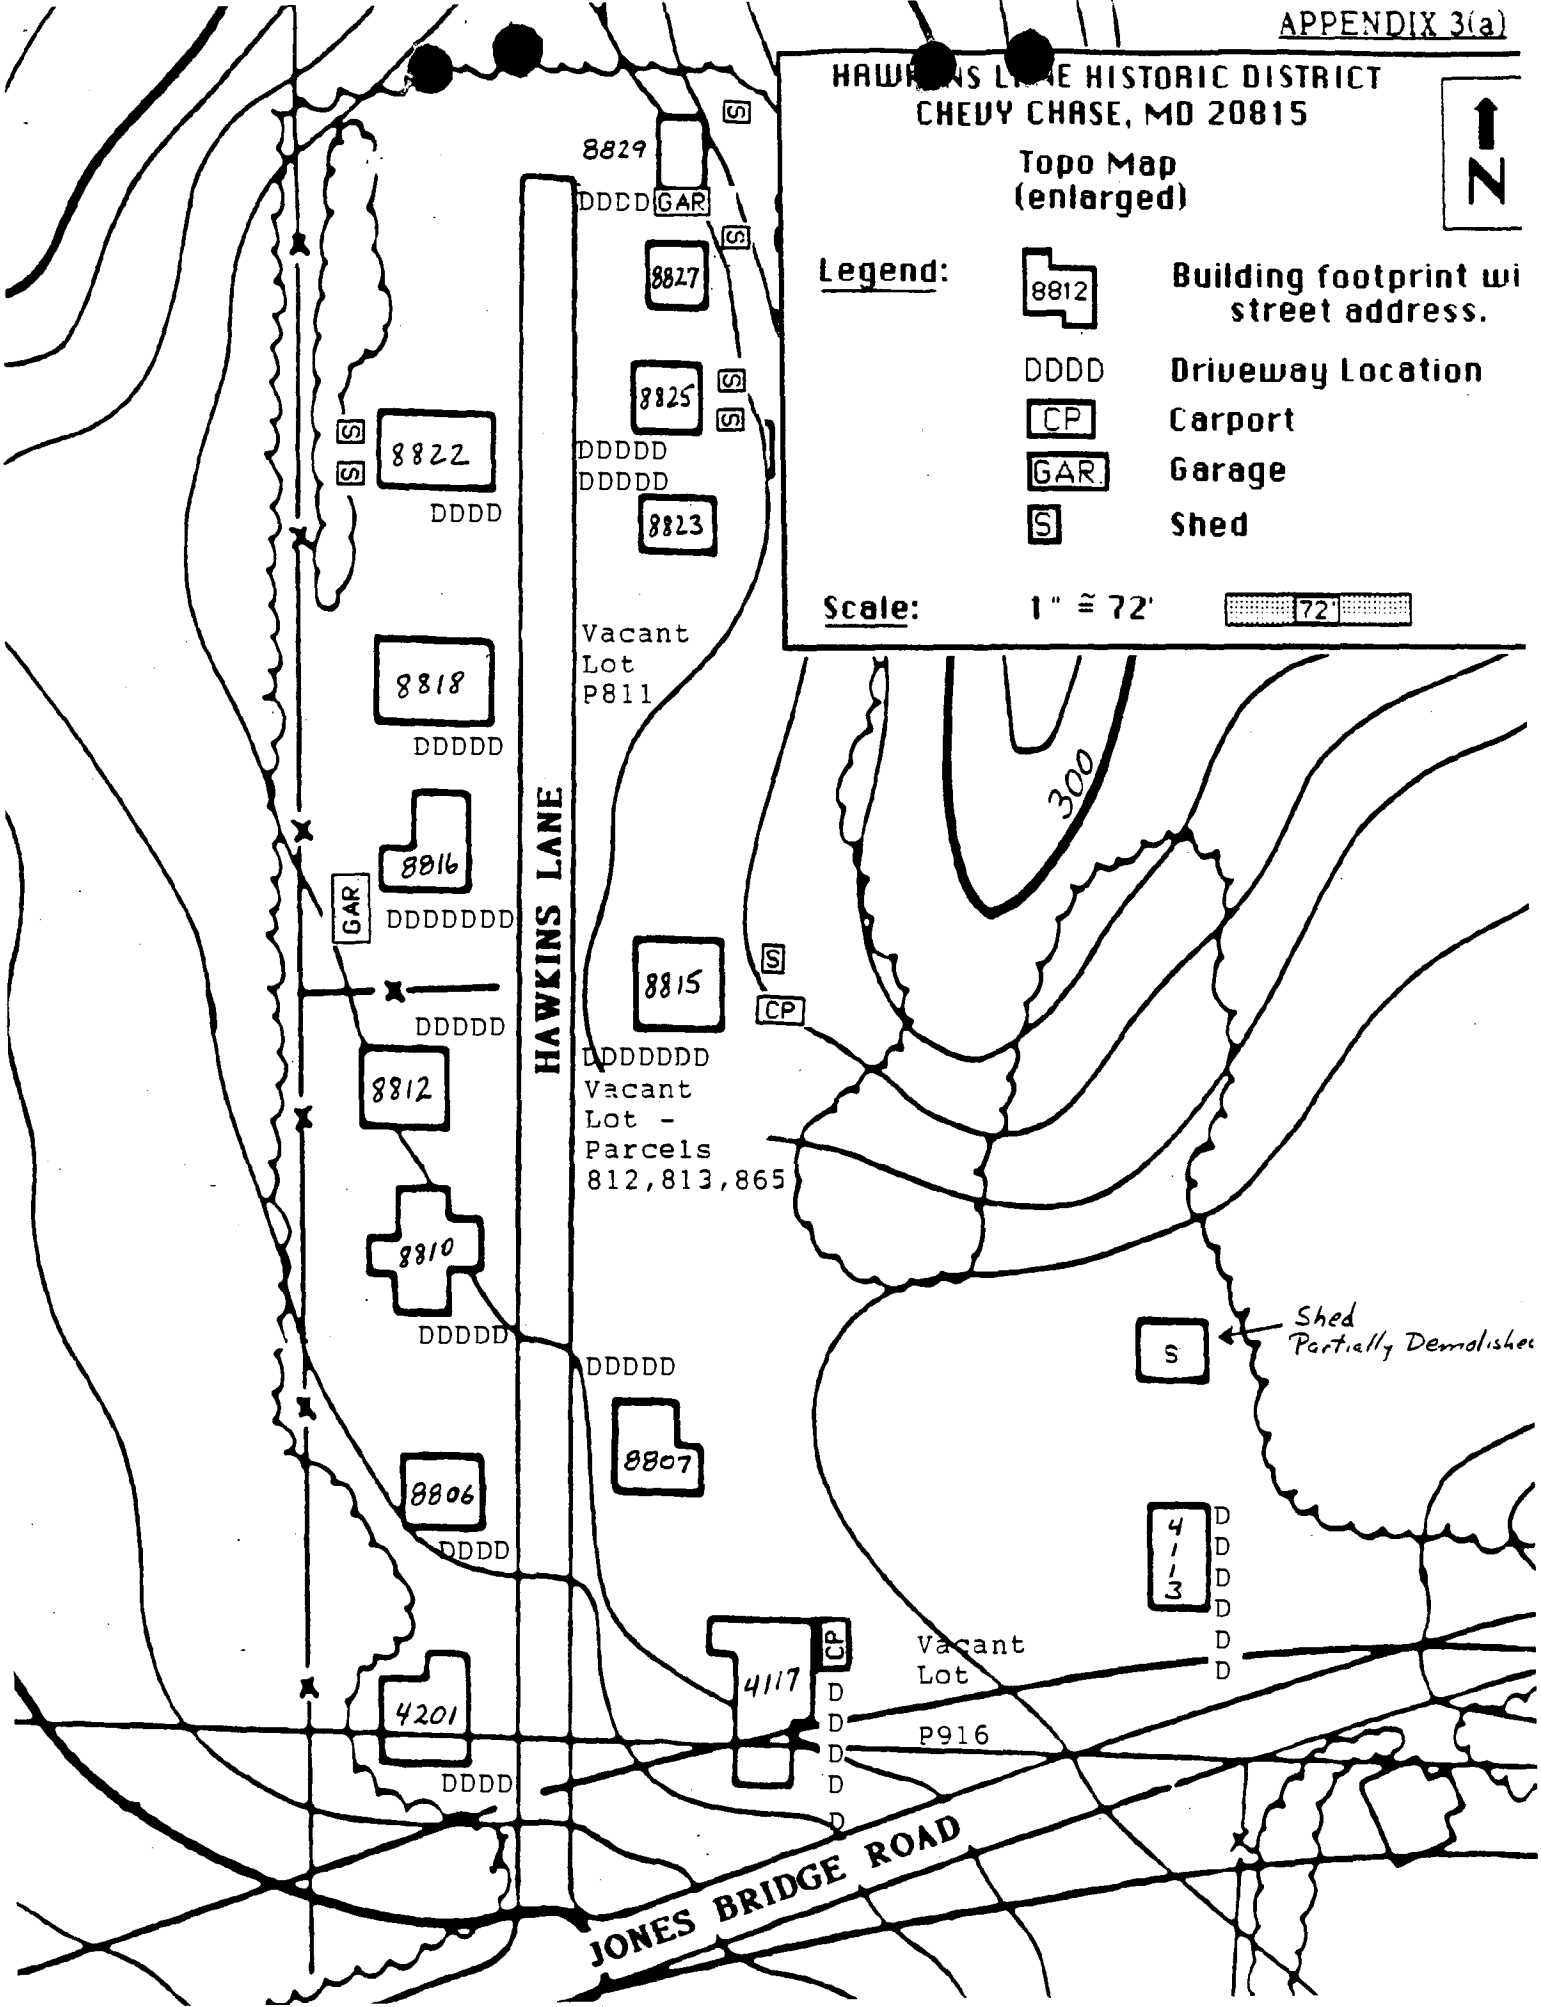 APPENDIX 3(a)
HAWKINS LANE HISTORIC DISTRICT
CHEVY CHASE, MD 20815
Topo Map
(enlarged)
N
Legend:
8812
Building footprint wi
street address.
DDDD
Driveway Location
CP
Carport
GAR.
Garage
S
Shed
Scale:
1" ≅ 72'
72'
S
8829
DDDD
GAR
S
8827
8825
S
S
S
S
8822
DDDDD
DDDDD
DDDD
8823
Vacant
Lot
P811
8818
DDDDD
300
8816
GAR
DDDDDDD
HAWKINS LANE
8815
S
CP
DDDDD
DDDDDDD
8812
Vacant
Lot -
Parcels
812,813,865
8810
DDDDD
DDDDD
Shed
Partially Demolished
S
8807
8806
DDDD
4
1
1
3
D
D
D
D
D
D
CP
Vacant
Lot
4117
4201
D
D
D
D
D
P916
DDDD
JONES BRIDGE ROAD